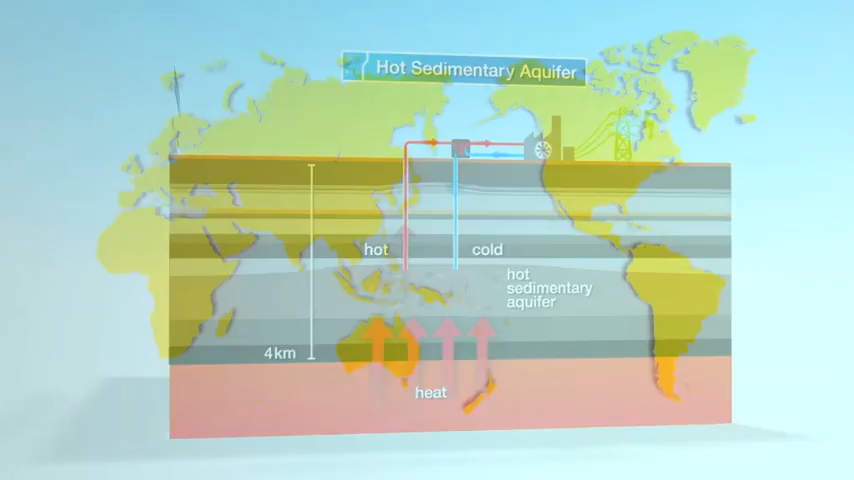 Hot Sedimentary Aquifer
hot
cold
hot
sedimentary
aquifer
4km
heat